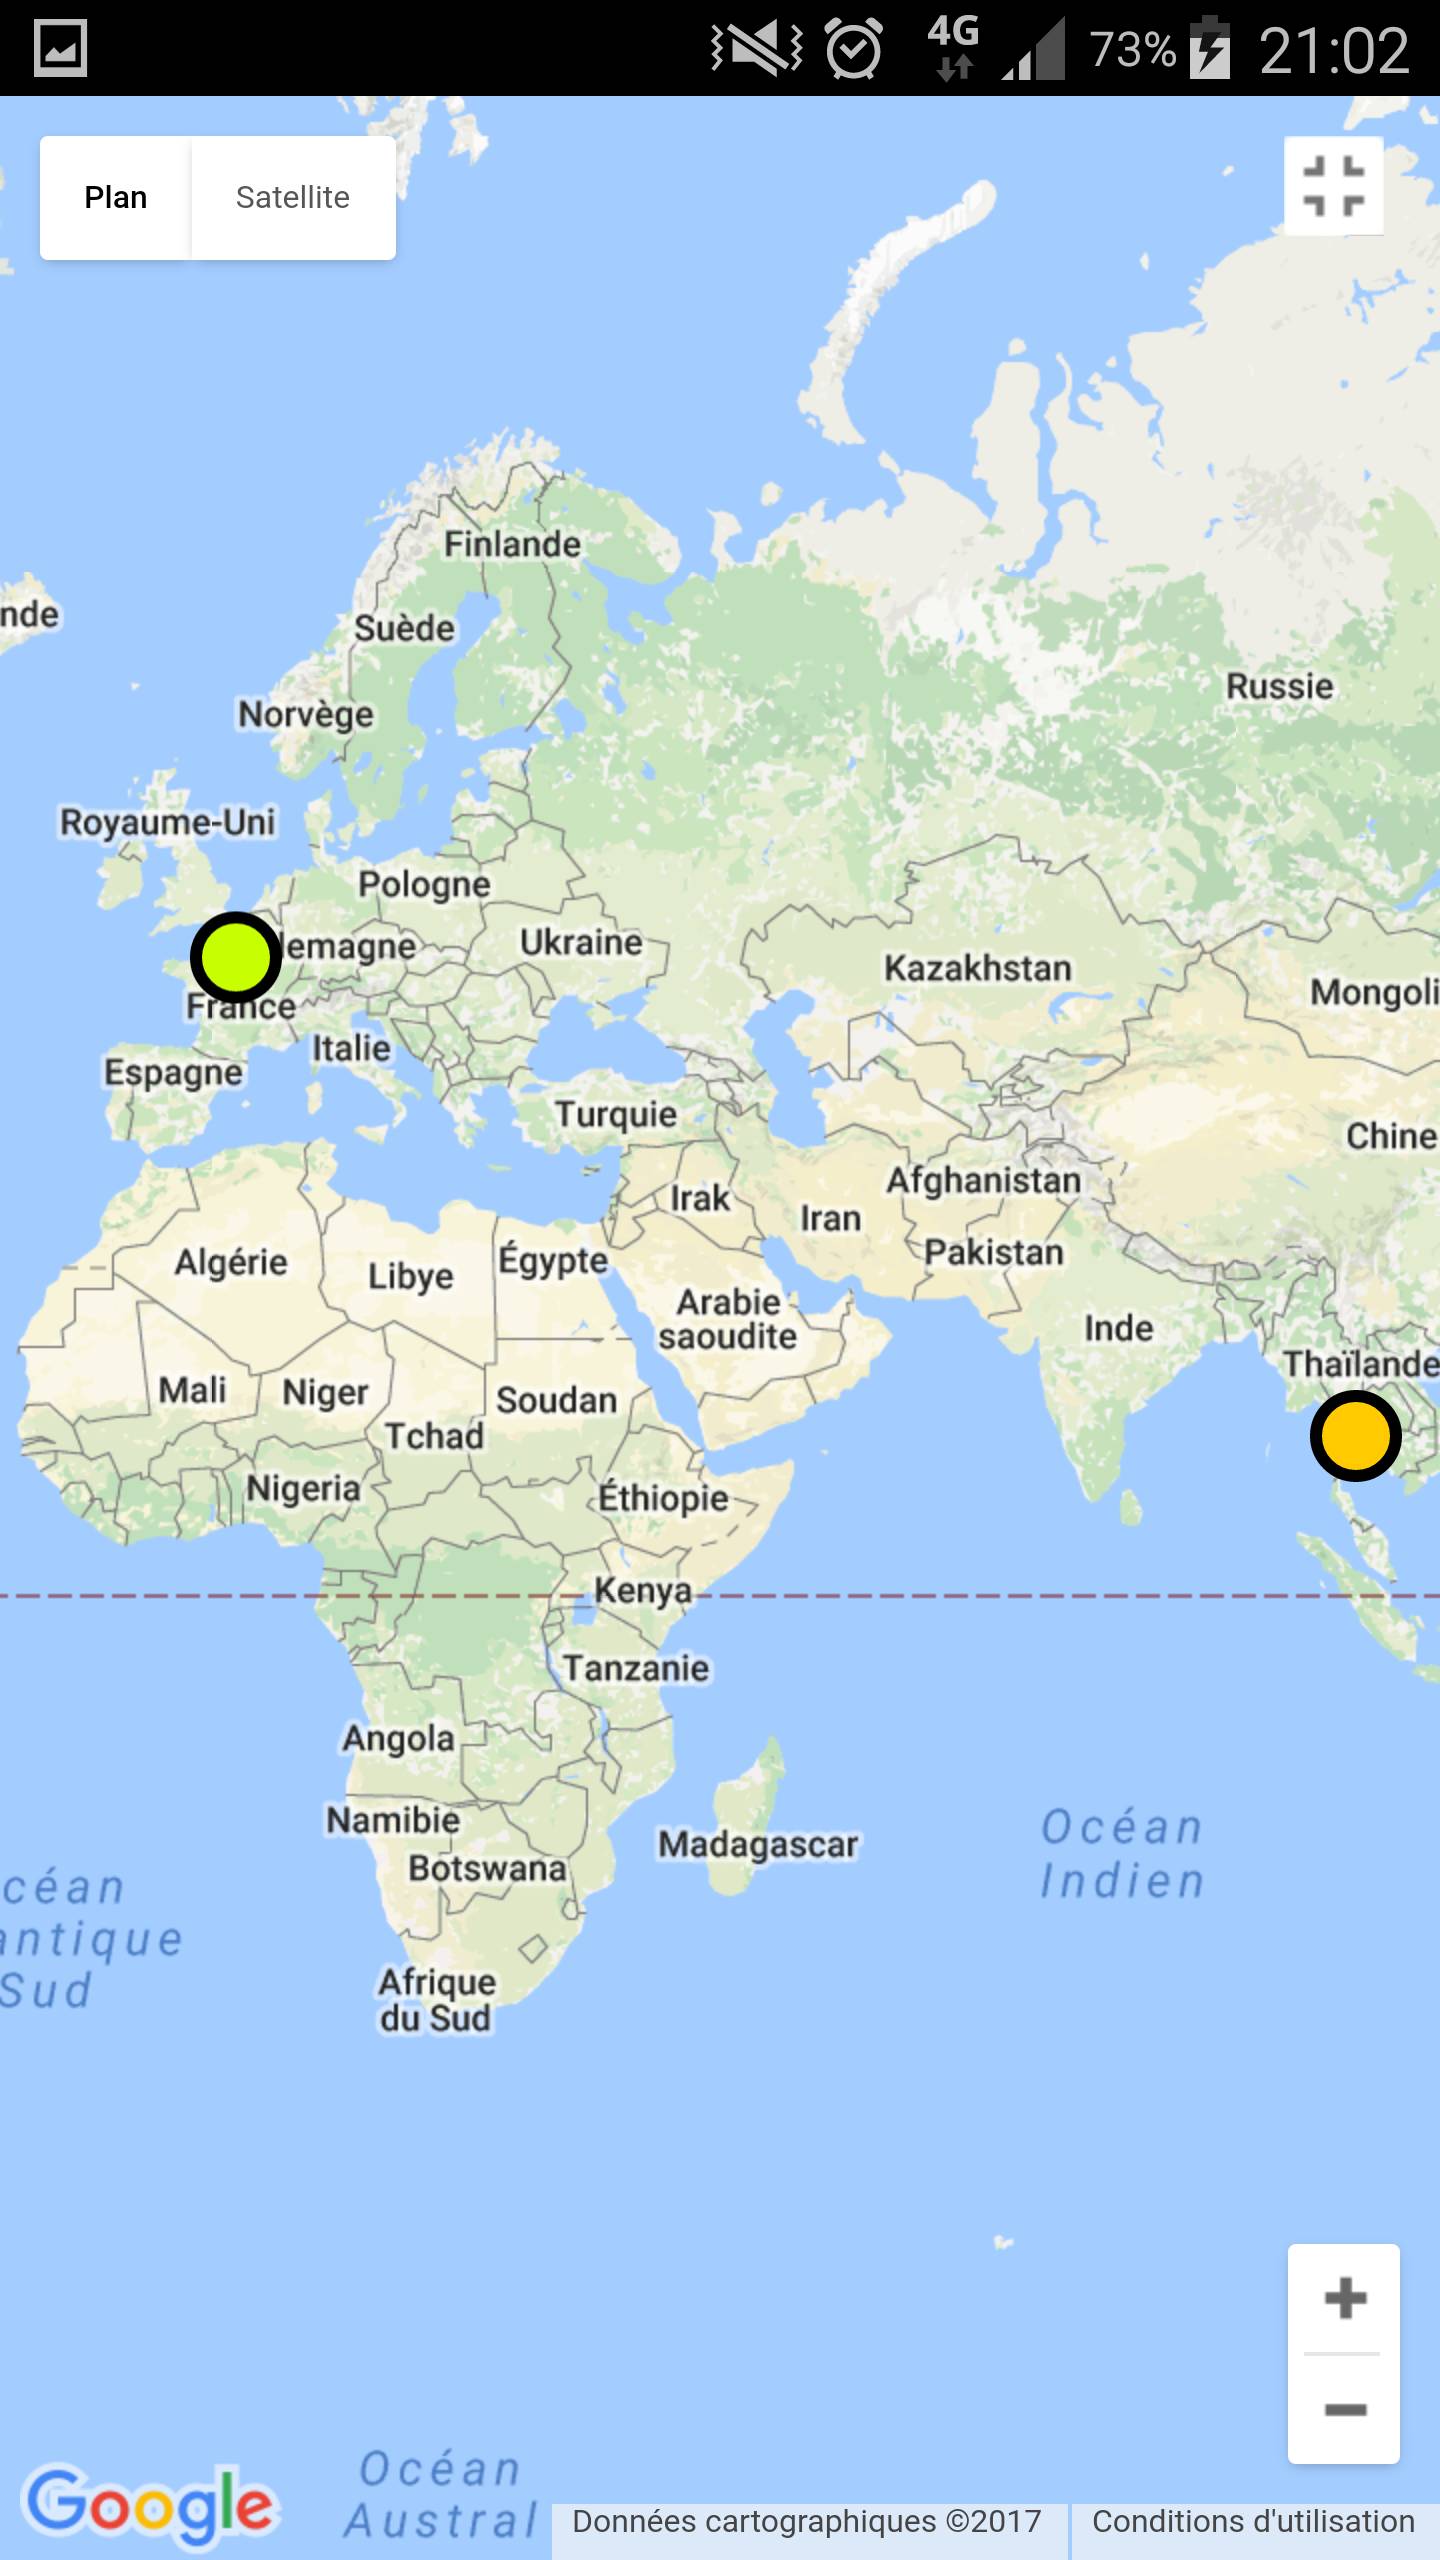 4G 73% 21:02
Plan Satellite
Finlande
nde
Suède
Russie
Norvège
Royaume-Uni
Pologne
lemagne
Ukraine
Kazakhstan
Mongoli
France
Italie
Espagne
Turquie
Chine
Afghanistan
Irak
Iran
Pakistan
Algérie
Libye
Égypte
Arabie
saoudite
Inde
Thaïlande
Mali
Niger
Soudan
Tchad
Nigeria
Éthiopie
Kenya
Tanzanie
Angola
Namibie
Madagascar
Botswana
Océan
Indien
céan
antique
Sud
Afrique
du Sud
+
−
Océan
Austral
Google
Données cartographiques ©2017
Conditions d'utilisation